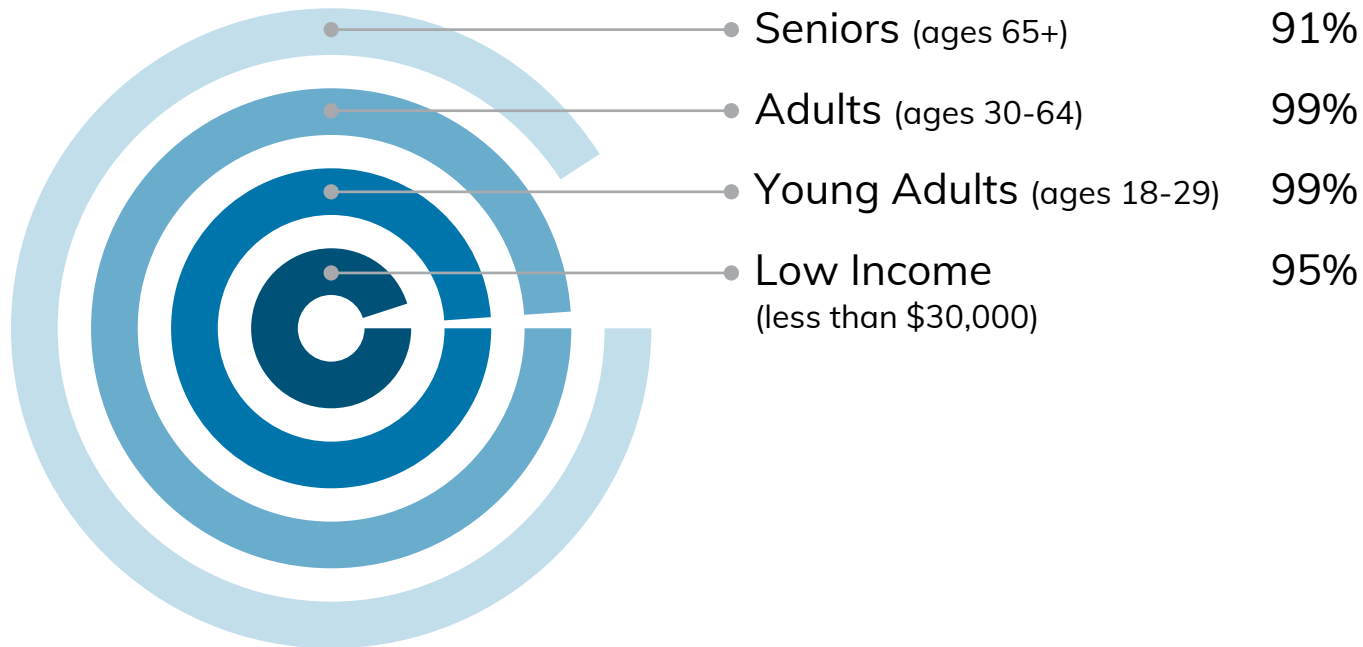 Seniors (ages 65+) 91%
Adults (ages 30-64) 99%
Young Adults (ages 18-29) 99%
Low Income 95%
(less than $30,000)